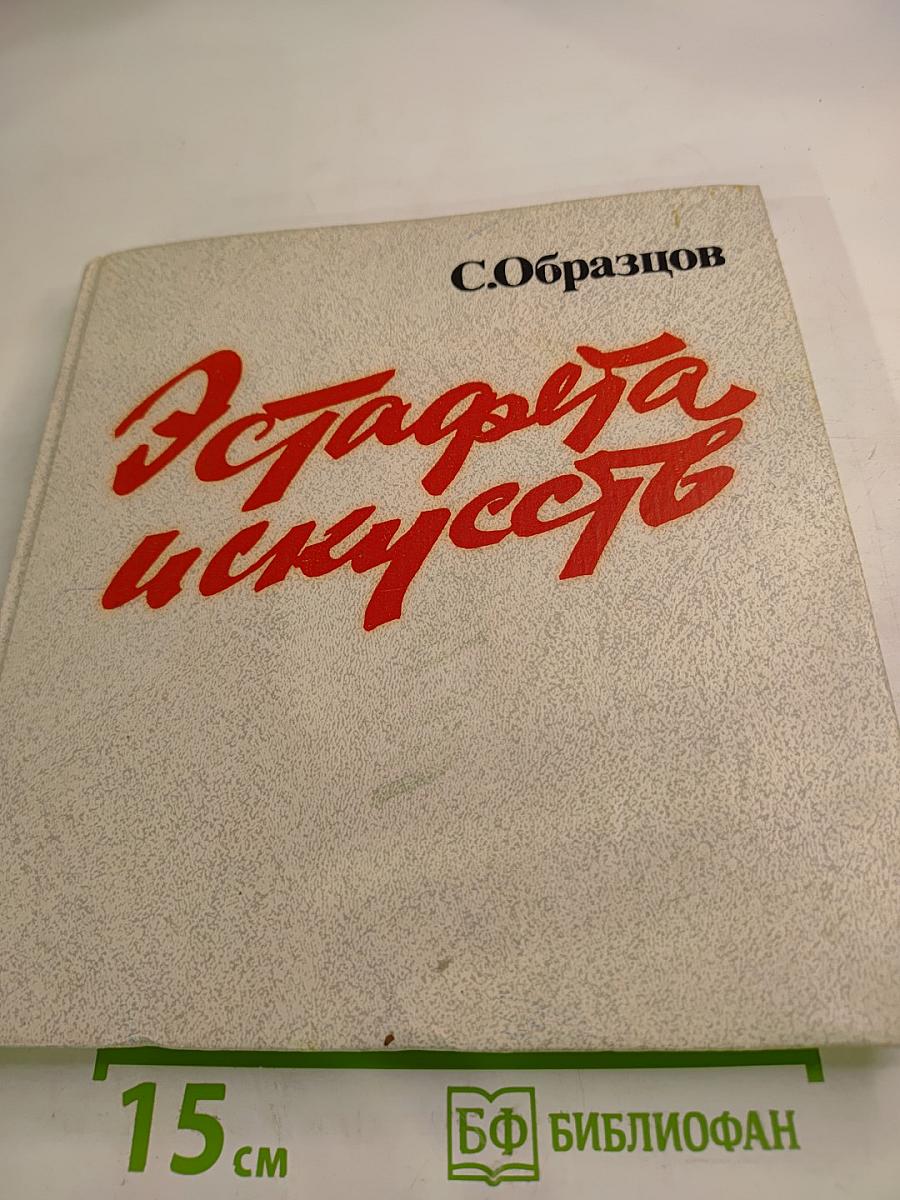 С.Образцов
Эстафета
искусств
15 см
БФ БИБЛИОФАН